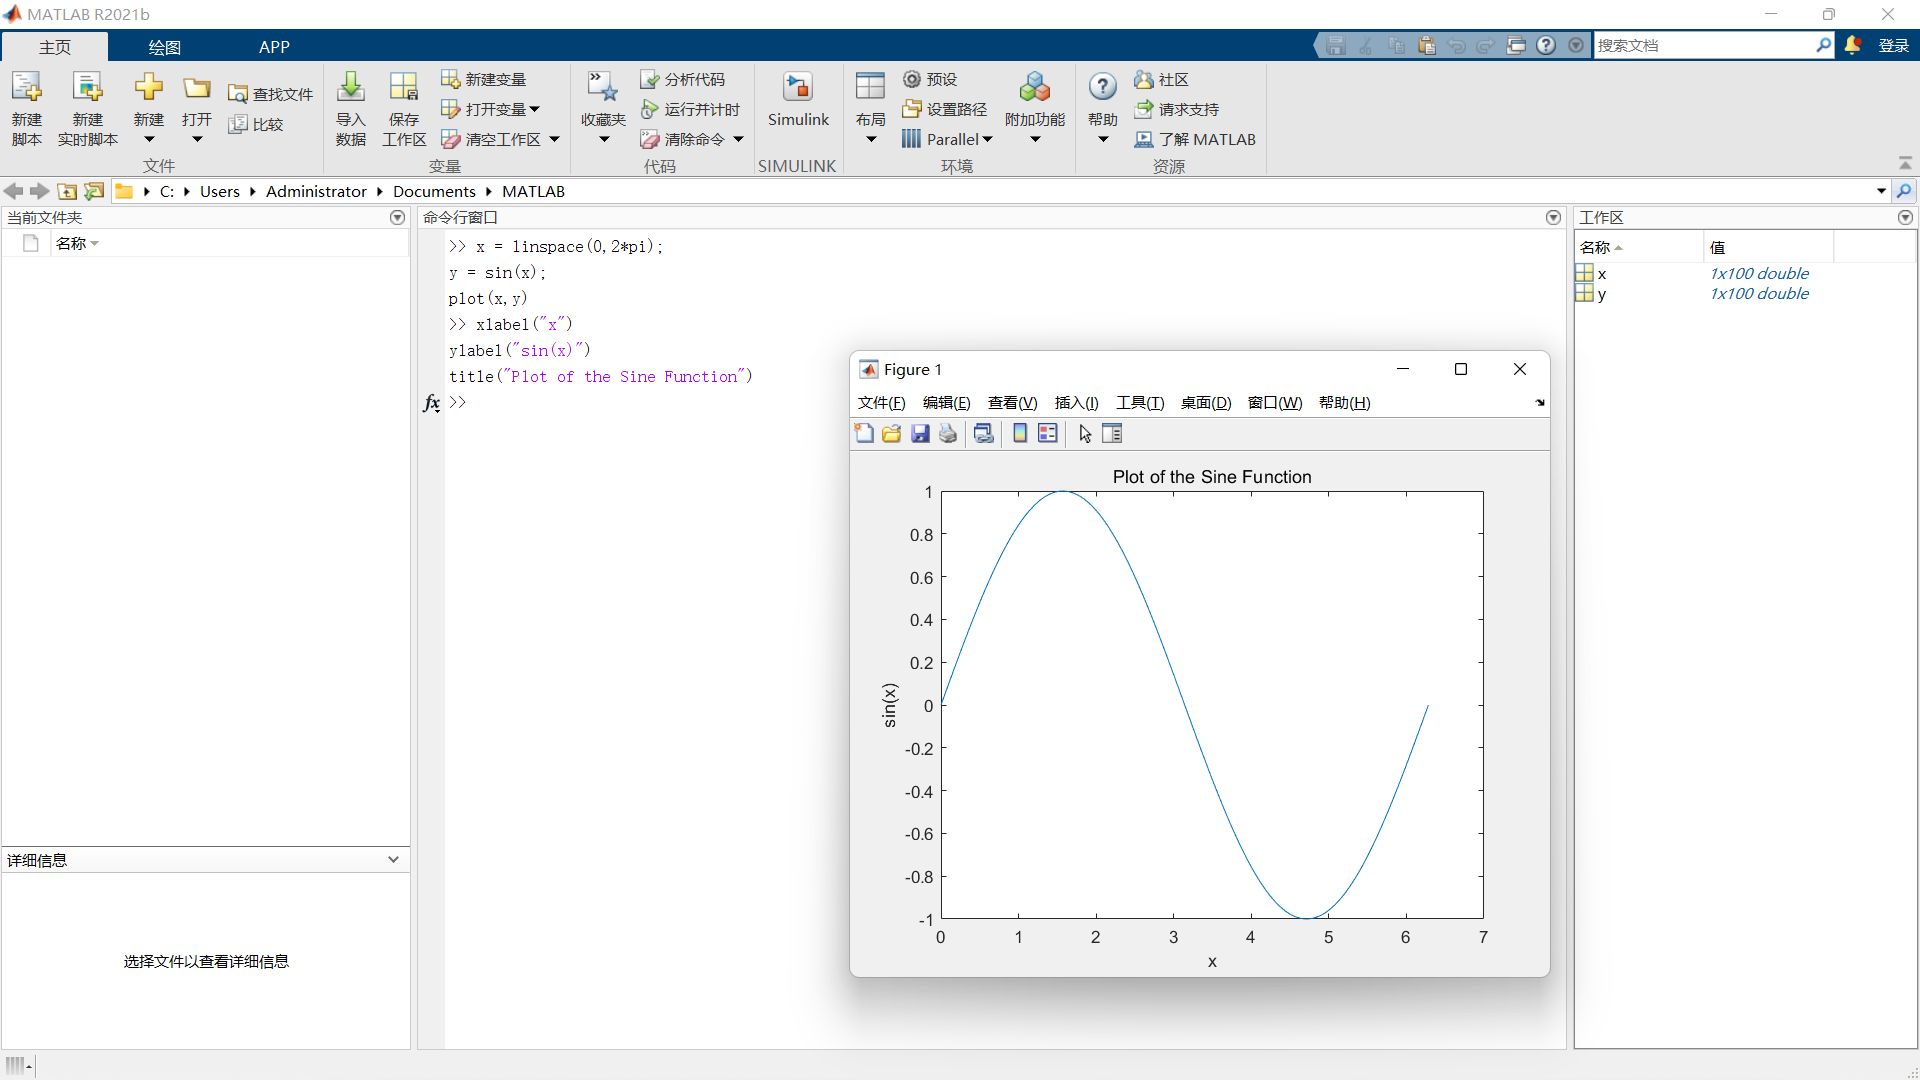 MATLAB R2021b
主页 绘图 APP
搜索文档 登录
新建脚本 新建实时脚本 新建 打开 查找文件 比较
导入数据 保存工作区 新建变量 打开变量 清空工作区
收藏夹 分析代码 运行并计时 清除命令
Simulink
布局 预设 设置路径 Parallel 附加功能
帮助 社区 请求支持 了解 MATLAB
文件 变量 代码 SIMULINK 环境 资源
C: Users Administrator Documents MATLAB
当前文件夹
名称
详细信息
选择文件以查看详细信息
命令行窗口
>> x = linspace(0,2*pi);
y = sin(x);
plot(x,y)
>> xlabel("x")
ylabel("sin(x)")
title("Plot of the Sine Function")
fx >>
Figure 1
文件(F) 编辑(E) 查看(V) 插入(I) 工具(T) 桌面(D) 窗口(W) 帮助(H)
Plot of the Sine Function
1
0.8
0.6
0.4
0.2
0
-0.2
-0.4
-0.6
-0.8
-1
sin(x)
0 1 2 3 4 5 6 7
x
工作区
名称 值
x 1x100 double
y 1x100 double